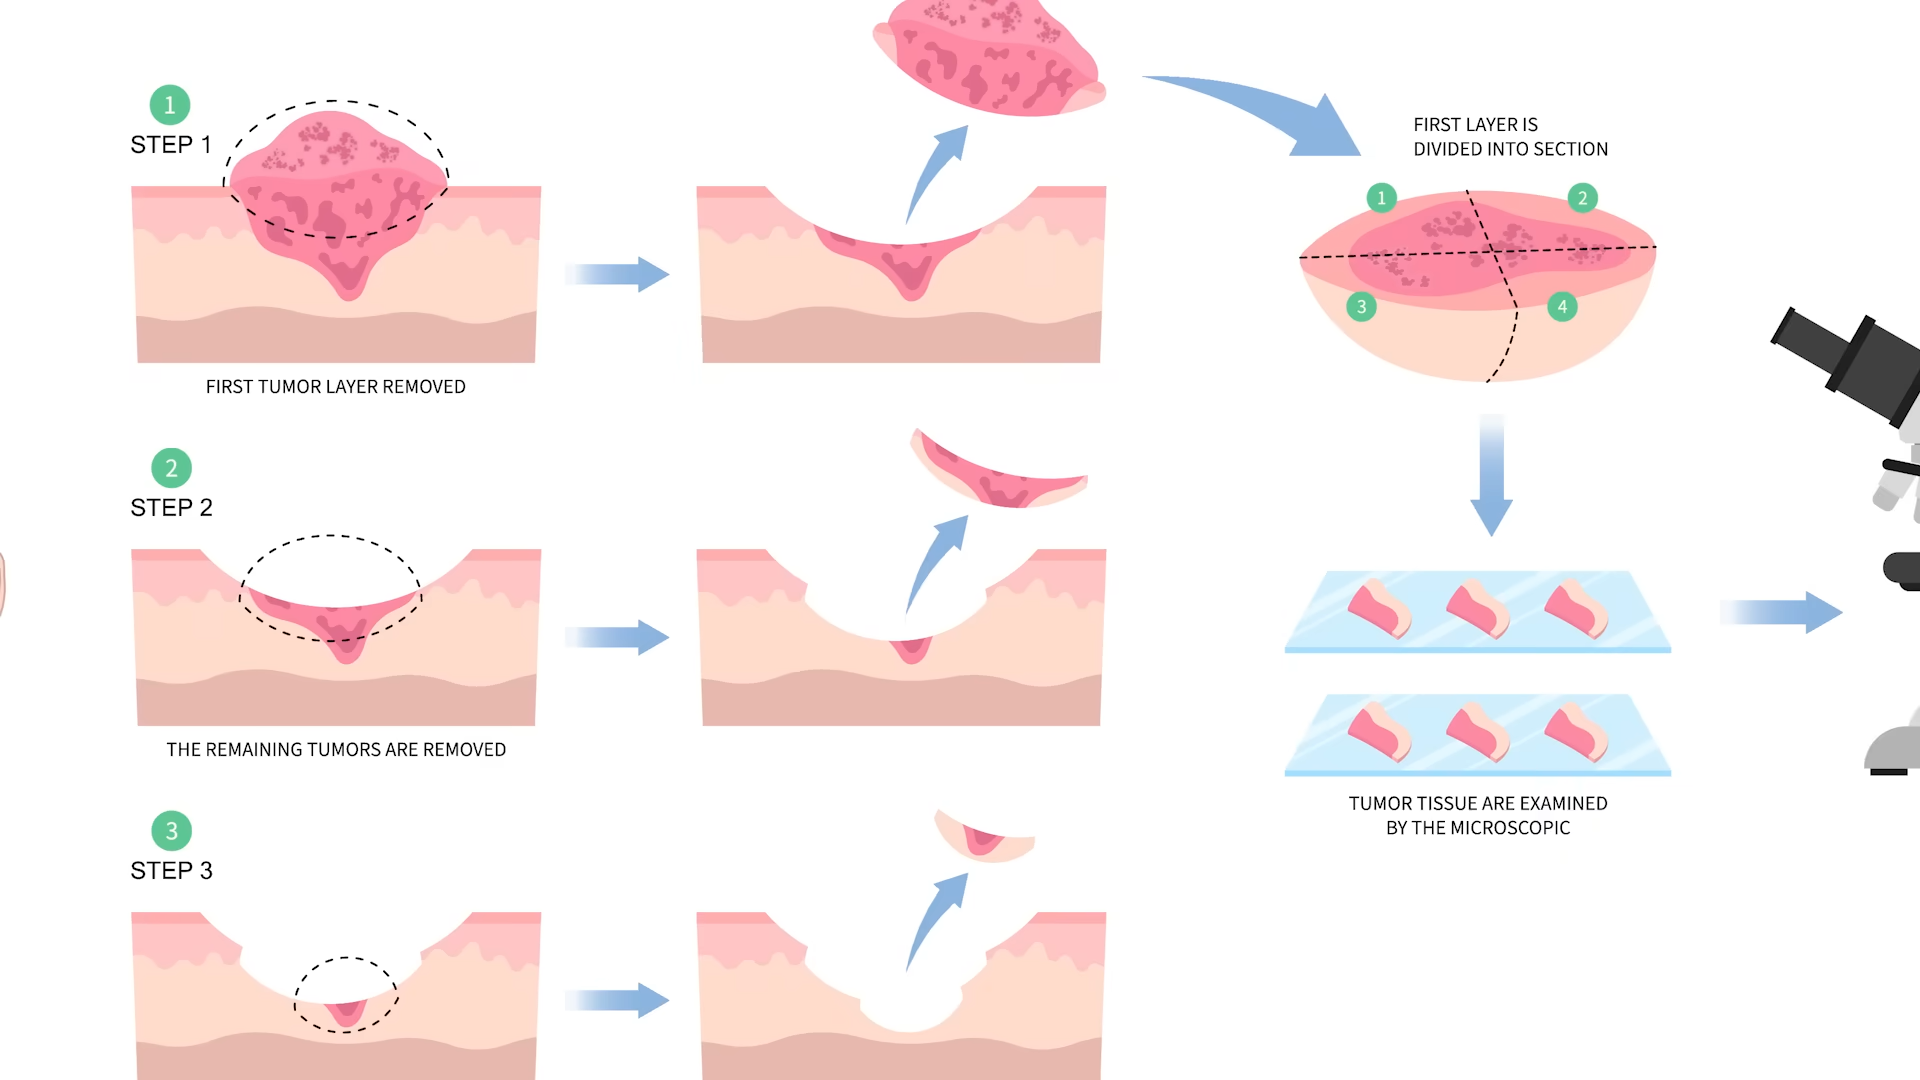 1
STEP 1
FIRST TUMOR LAYER REMOVED
2
STEP 2
THE REMAINING TUMORS ARE REMOVED
3
STEP 3
FIRST LAYER IS
DIVIDED INTO SECTION
1
2
3
4
TUMOR TISSUE ARE EXAMINED
BY THE MICROSCOPIC